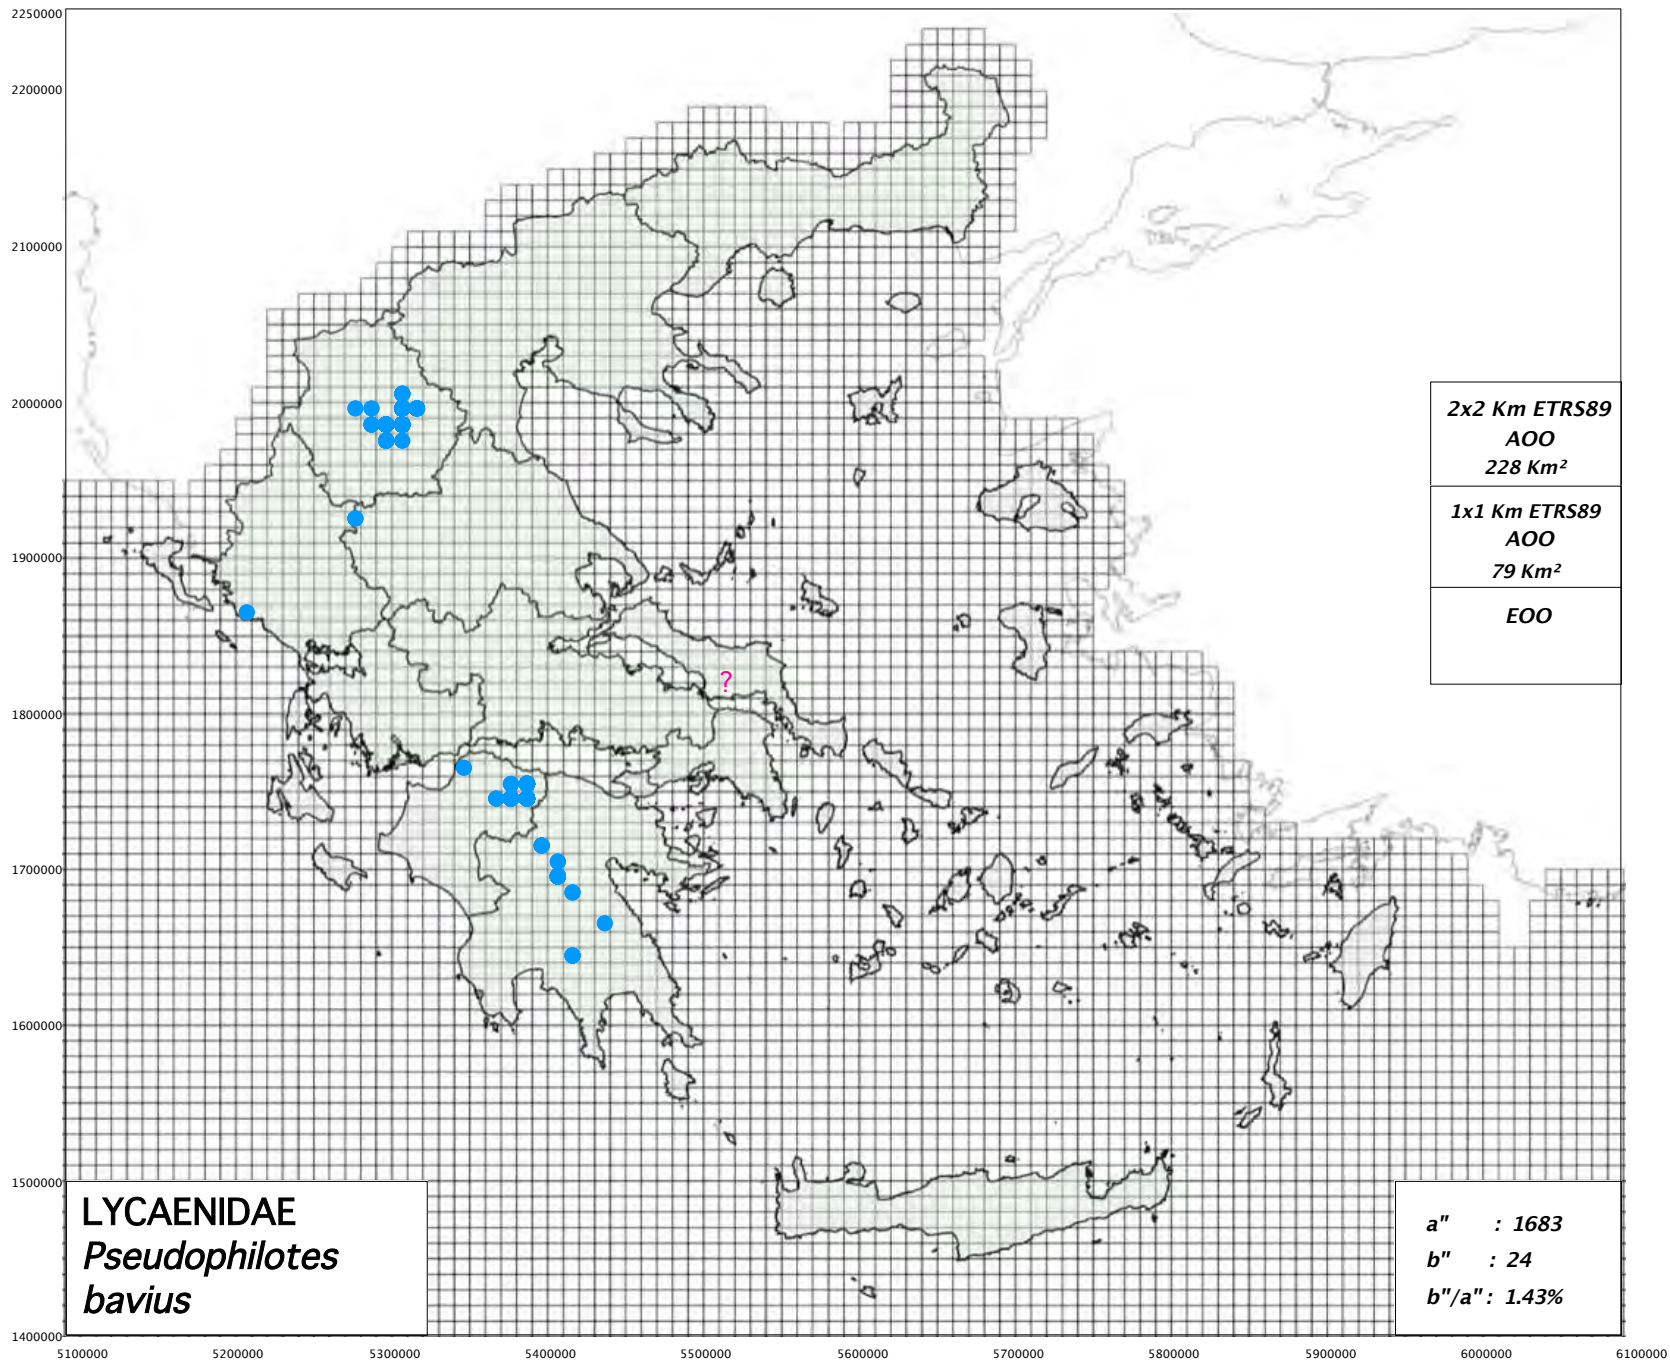 2250000
2200000
2100000
2000000
1900000
1800000
1700000
1600000
1500000
1400000
2x2 Km ETRS89
AOO
228 Km²
1x1 Km ETRS89
AOO
79 Km²
EOO
?
LYCAENIDAE
Pseudophilotes
bavius
a" : 1683
b" : 24
b"/a" : 1.43%
5100000 5200000 5300000 5400000 5500000 5600000 5700000 5800000 5900000 6000000 6100000